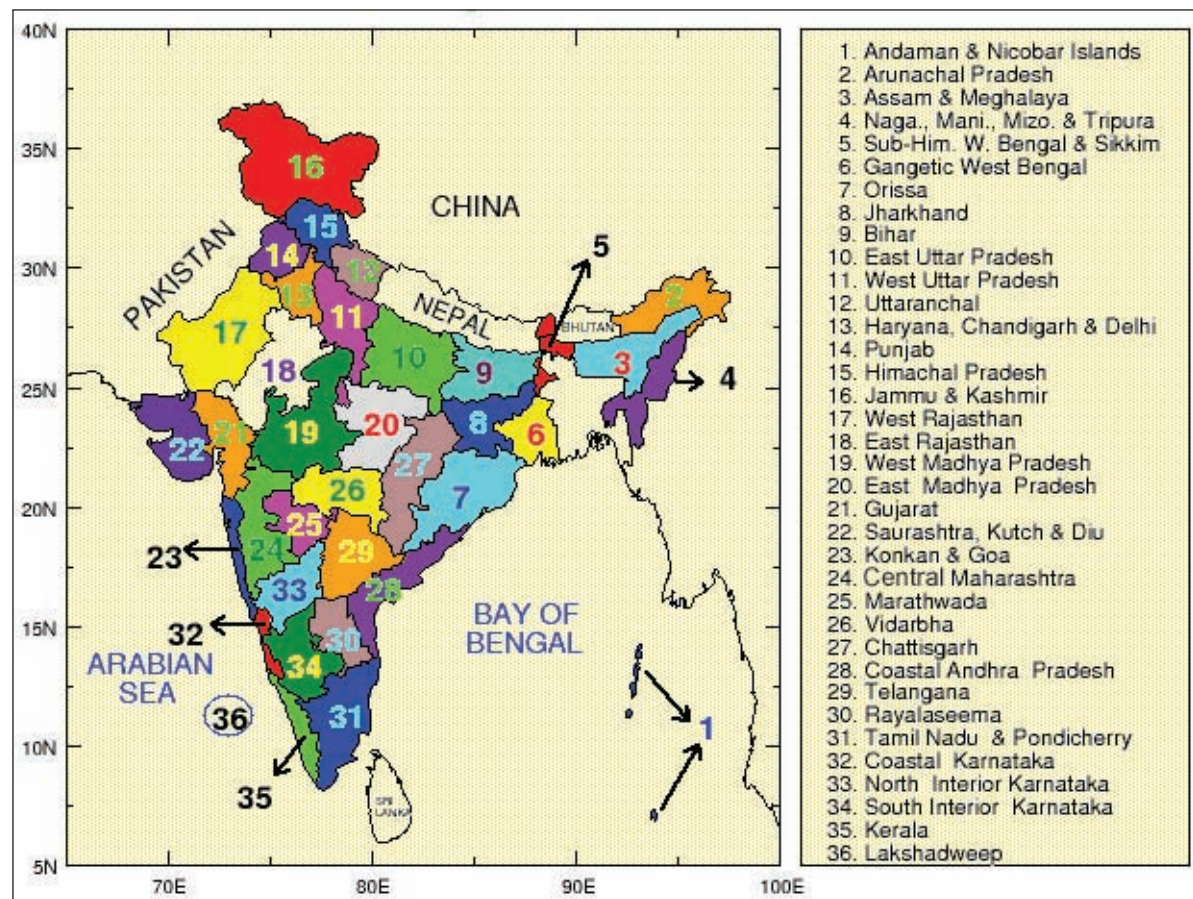 40N
35N
30N
25N
20N
15N
10N
5N
70E
80E
90E
100E
CHINA
PAKISTAN
NEPAL
BHUTAN
BAY OF
BENGAL
ARABIAN
SEA
SRI
LANKA
16
15
14
13
12
11
17
18
10
9
5
2
3
4
22
21
19
20
8
6
27
7
26
25
24
23
29
28
33
32
30
34
31
35
36
1
1. Andaman & Nicobar Islands
2. Arunachal Pradesh
3. Assam & Meghalaya
4. Naga., Mani., Mizo. & Tripura
5. Sub-Him. W. Bengal & Sikkim
6. Gangetic West Bengal
7. Orissa
8. Jharkhand
9. Bihar
10. East Uttar Pradesh
11. West Uttar Pradesh
12. Uttaranchal
13. Haryana, Chandigarh & Delhi
14. Punjab
15. Himachal Pradesh
16. Jammu & Kashmir
17. West Rajasthan
18. East Rajasthan
19. West Madhya Pradesh
20. East Madhya Pradesh
21. Gujarat
22. Saurashtra, Kutch & Diu
23. Konkan & Goa
24. Central Maharashtra
25. Marathwada
26. Vidarbha
27. Chattisgarh
28. Coastal Andhra Pradesh
29. Telangana
30. Rayalaseema
31. Tamil Nadu & Pondicherry
32. Coastal Karnataka
33. North Interior Karnataka
34. South Interior Karnataka
35. Kerala
36. Lakshadweep